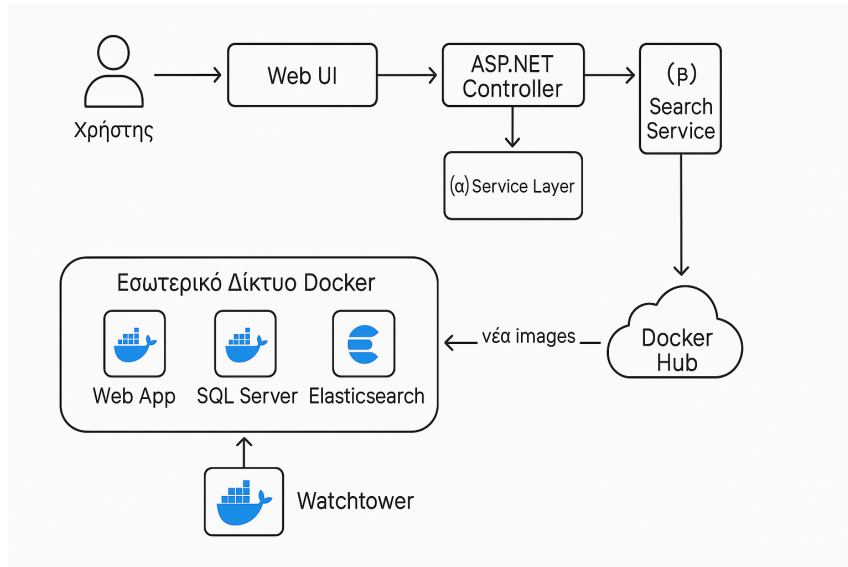 Χρήστης
Web UI
ASP.NET
Controller
(β)
Search
Service
(α) Service Layer
Εσωτερικό Δίκτυο Docker
Web App
SQL Server
Elasticsearch
νέα images
Docker
Hub
Watchtower